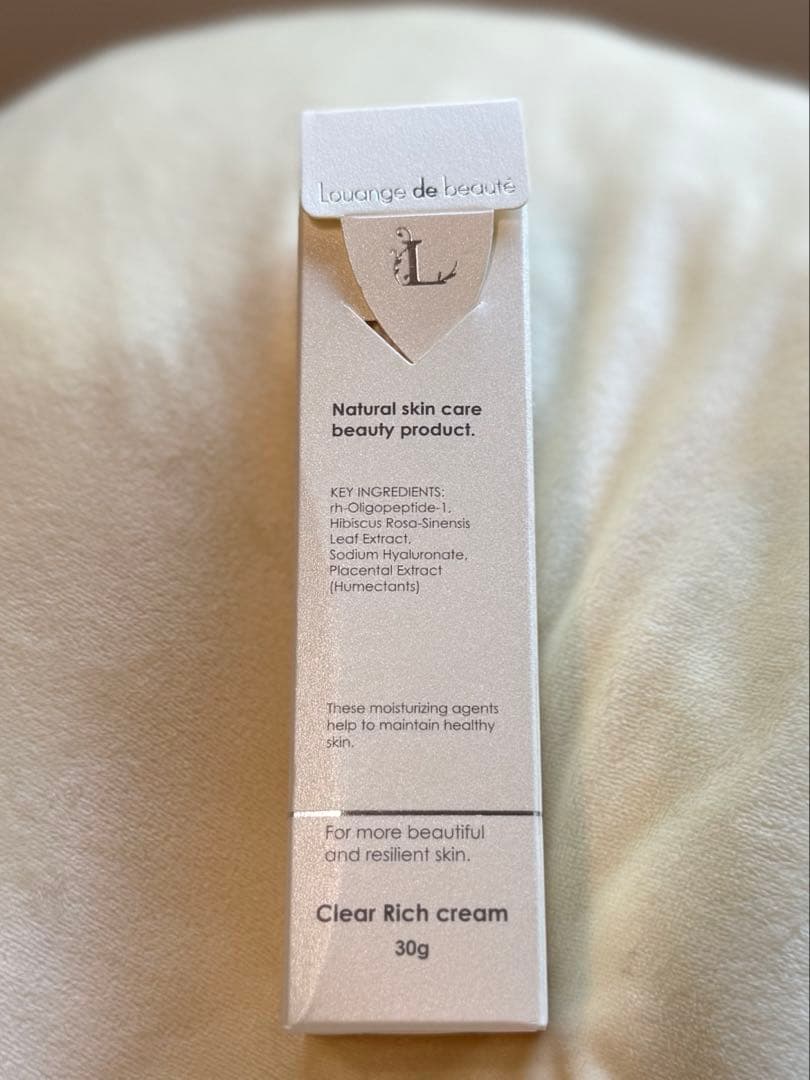 Louange de beauté
L
Natural skin care
beauty product.
KEY INGREDIENTS:
rh-Oligopeptide-1,
Hibiscus Rosa-Sinensis
Leaf Extract,
Sodium Hyaluronate,
Placental Extract
(Humectants)
These moisturizing agents
help to maintain healthy
skin.
For more beautiful
and resilient skin.
Clear Rich cream
30g